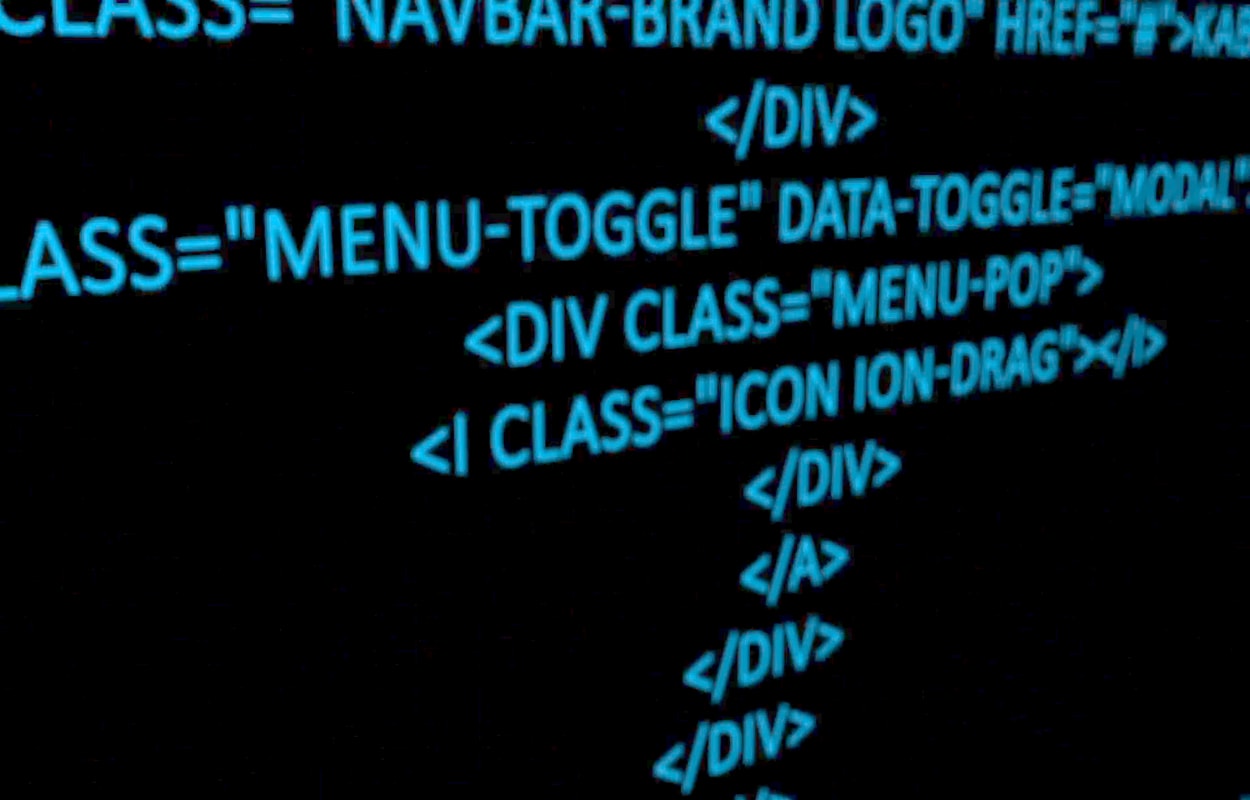 CLASS="NAVBAR-BRAND LOGO" HREF="#">KAB
</DIV>
LASS="MENU-TOGGLE" DATA-TOGGLE="MODAL"
<DIV CLASS="MENU-POP">
<I CLASS="ICON ION-DRAG"></I>
</DIV>
</A>
</DIV>
</DIV>